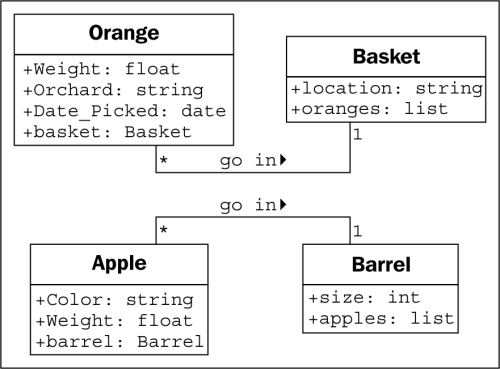 Orange
+Weight: float
+Orchard: string
+Date_Picked: date
+basket: Basket
Basket
+location: string
+oranges: list
* go in▶ 1
go in▶
* 1
Apple
+Color: string
+Weight: float
+barrel: Barrel
Barrel
+size: int
+apples: list